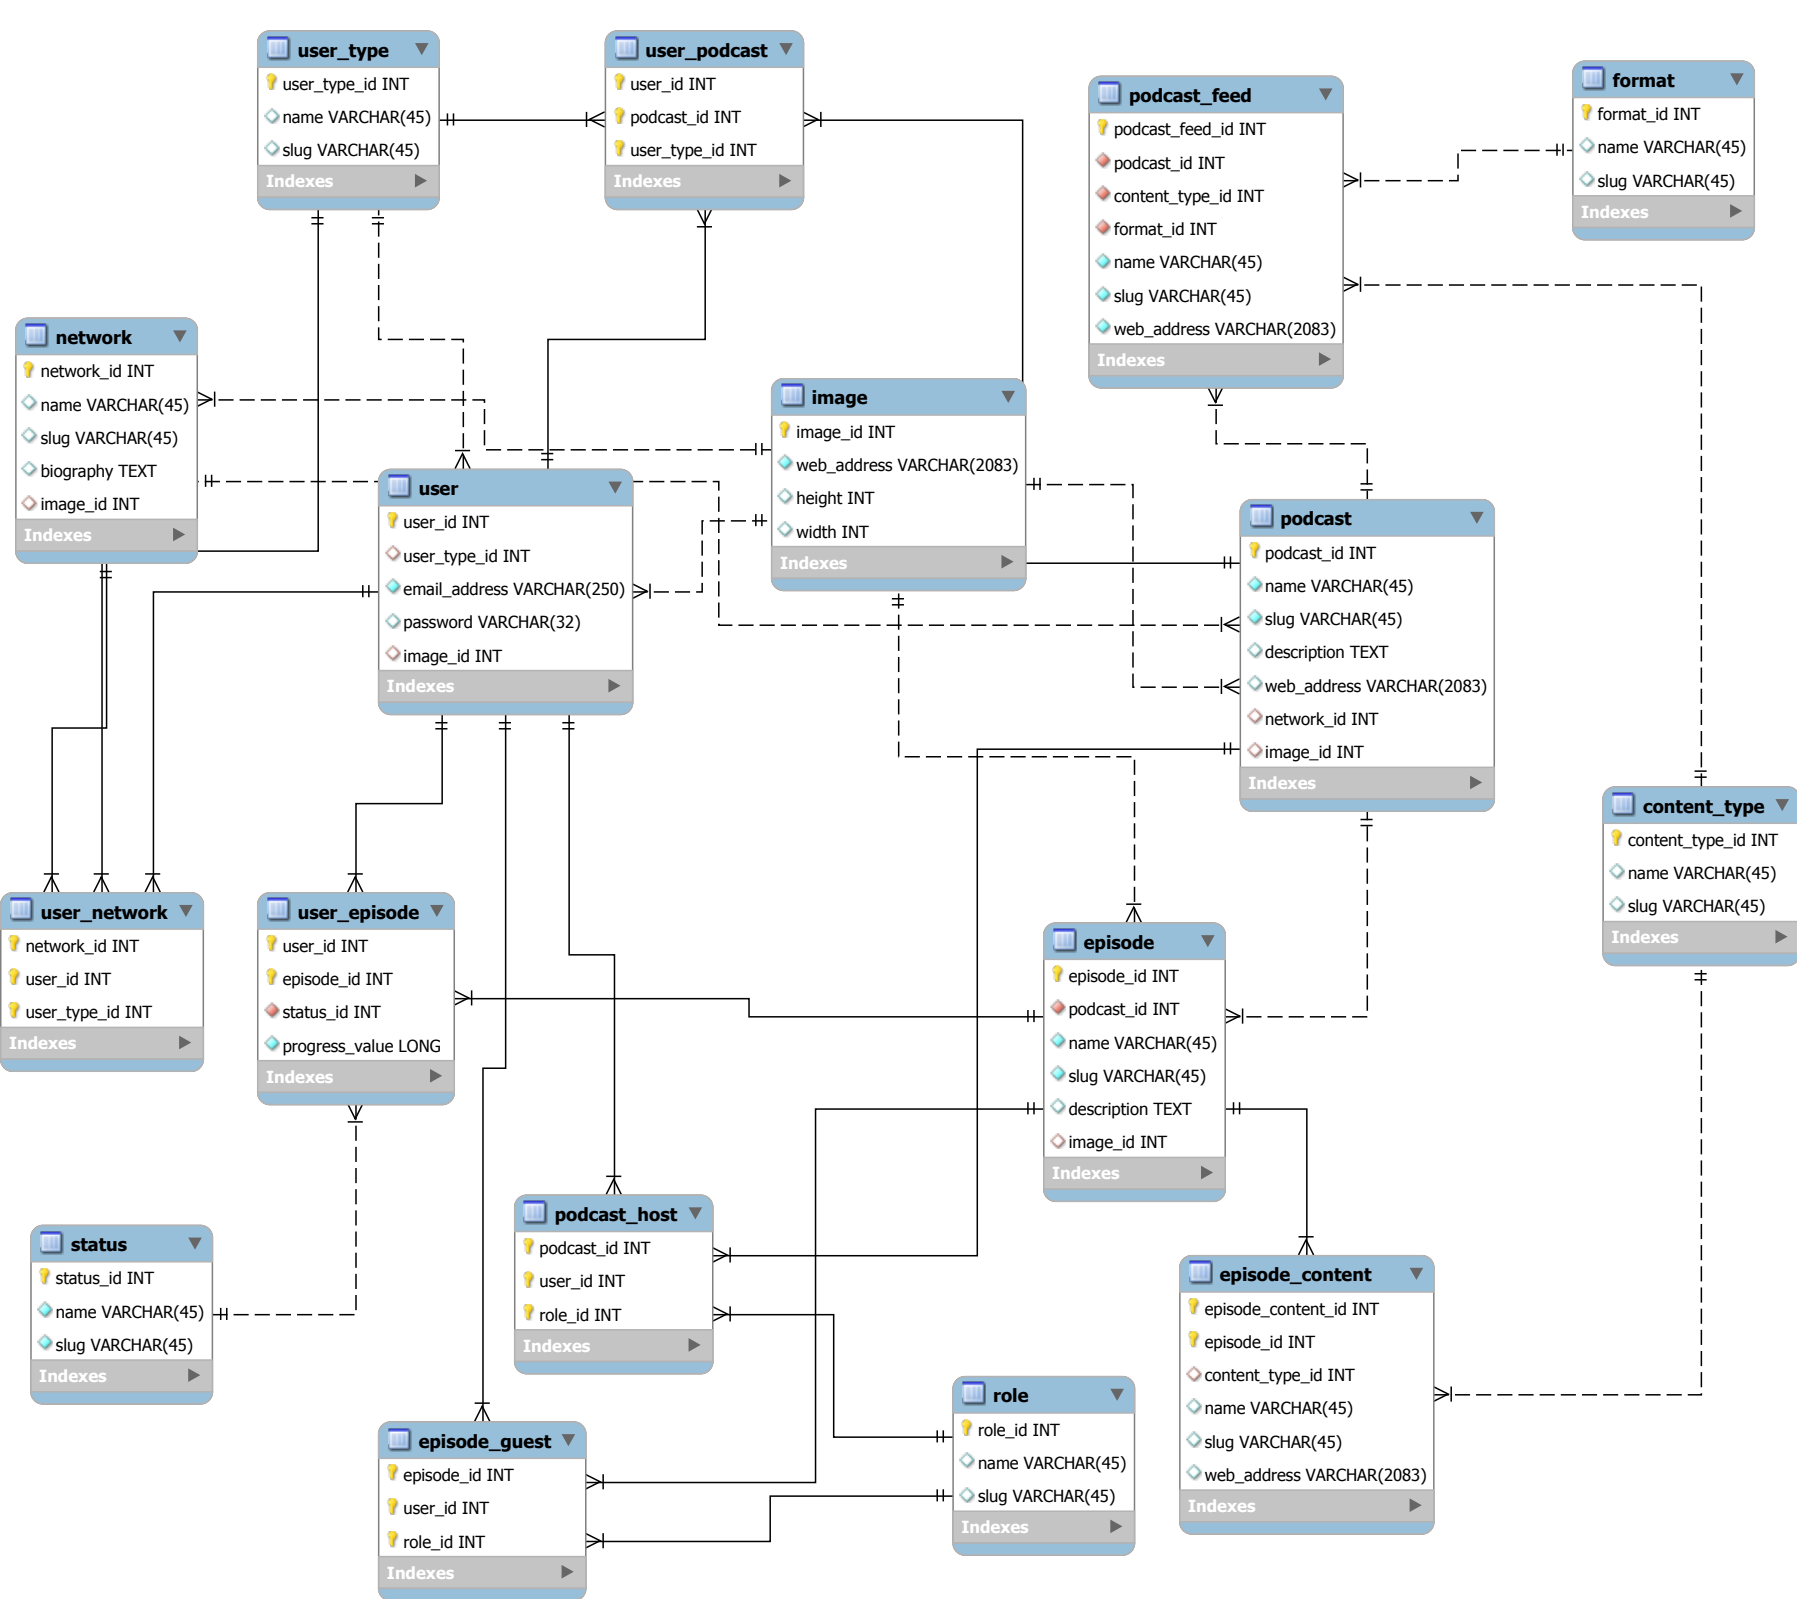 user_type
user_type_id INT
name VARCHAR(45)
slug VARCHAR(45)
Indexes
user_podcast
user_id INT
podcast_id INT
user_type_id INT
Indexes
podcast_feed
podcast_feed_id INT
podcast_id INT
content_type_id INT
format_id INT
name VARCHAR(45)
slug VARCHAR(45)
web_address VARCHAR(2083)
Indexes
format
format_id INT
name VARCHAR(45)
slug VARCHAR(45)
Indexes
network
network_id INT
name VARCHAR(45)
slug VARCHAR(45)
biography TEXT
image_id INT
Indexes
user
user_id INT
user_type_id INT
email_address VARCHAR(250)
password VARCHAR(32)
image_id INT
Indexes
image
image_id INT
web_address VARCHAR(2083)
height INT
width INT
Indexes
podcast
podcast_id INT
name VARCHAR(45)
slug VARCHAR(45)
description TEXT
web_address VARCHAR(2083)
network_id INT
image_id INT
Indexes
content_type
content_type_id INT
name VARCHAR(45)
slug VARCHAR(45)
Indexes
user_network
network_id INT
user_id INT
user_type_id INT
Indexes
user_episode
user_id INT
episode_id INT
status_id INT
progress_value LONG
Indexes
episode
episode_id INT
podcast_id INT
name VARCHAR(45)
slug VARCHAR(45)
description TEXT
image_id INT
Indexes
status
status_id INT
name VARCHAR(45)
slug VARCHAR(45)
Indexes
podcast_host
podcast_id INT
user_id INT
role_id INT
Indexes
episode_content
episode_content_id INT
episode_id INT
content_type_id INT
name VARCHAR(45)
slug VARCHAR(45)
web_address VARCHAR(2083)
Indexes
role
role_id INT
name VARCHAR(45)
slug VARCHAR(45)
Indexes
episode_guest
episode_id INT
user_id INT
role_id INT
Indexes